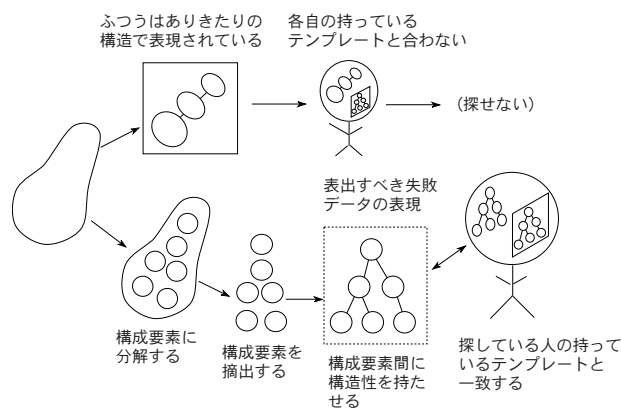 ふつうはありきたりの
構造で表現されている
各自の持っている
テンプレートと合わない
（探せない）
表出すべき失敗
データの表現
構成要素に
分解する
構成要素を
摘出する
構成要素間に
構造性を持た
せる
探している人の持って
いるテンプレートと
一致する